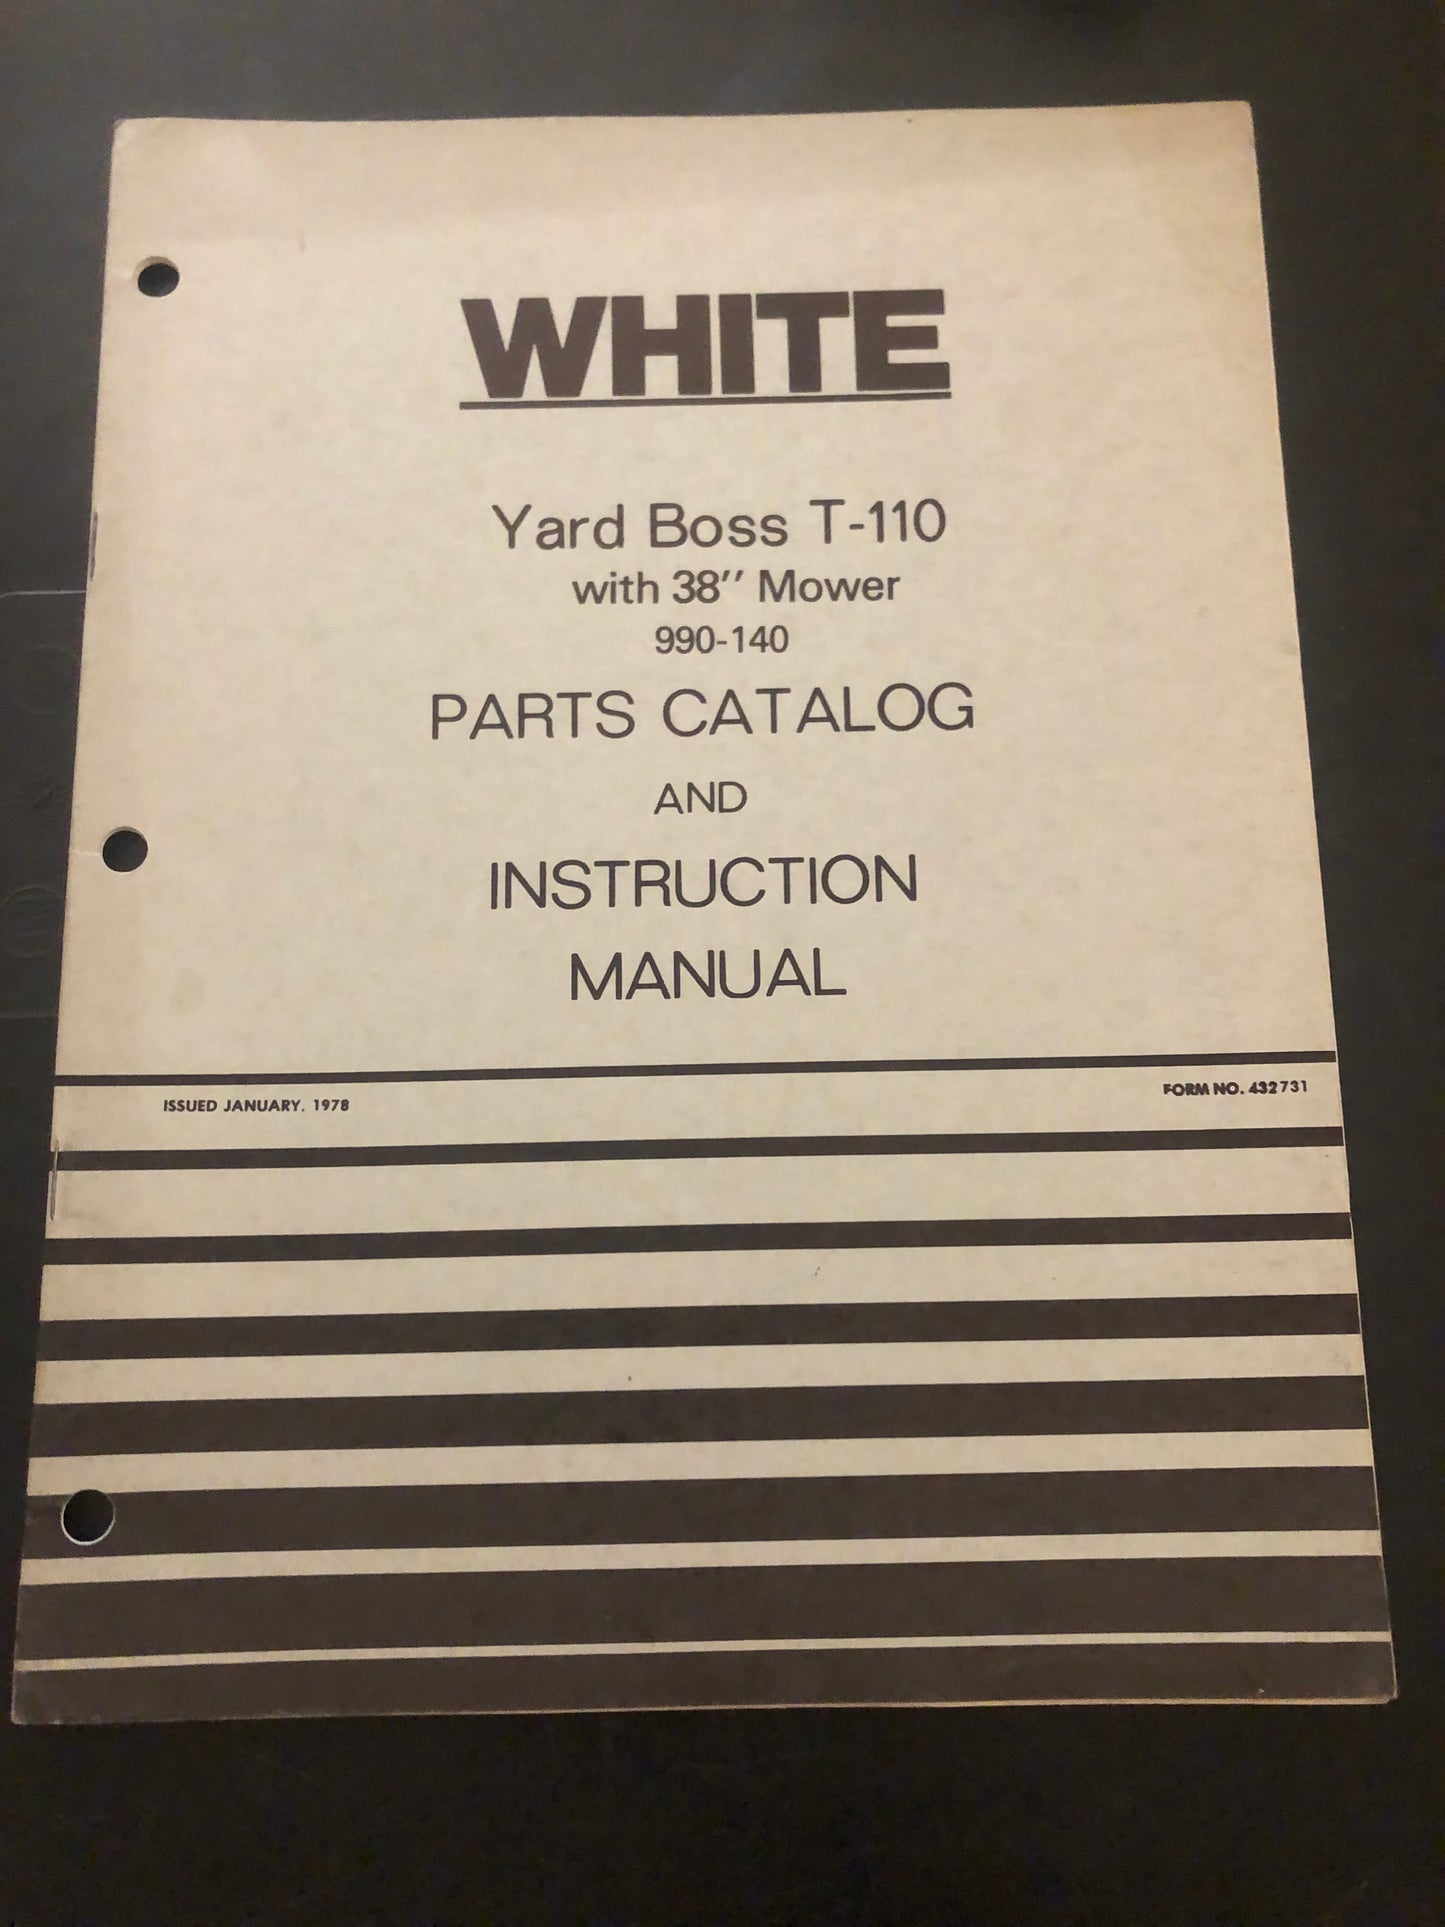 WHITE
Yard Boss T-110
with 38" Mower
990-140
PARTS CATALOG
AND
INSTRUCTION
MANUAL
ISSUED JANUARY. 1978
FORM NO. 432731